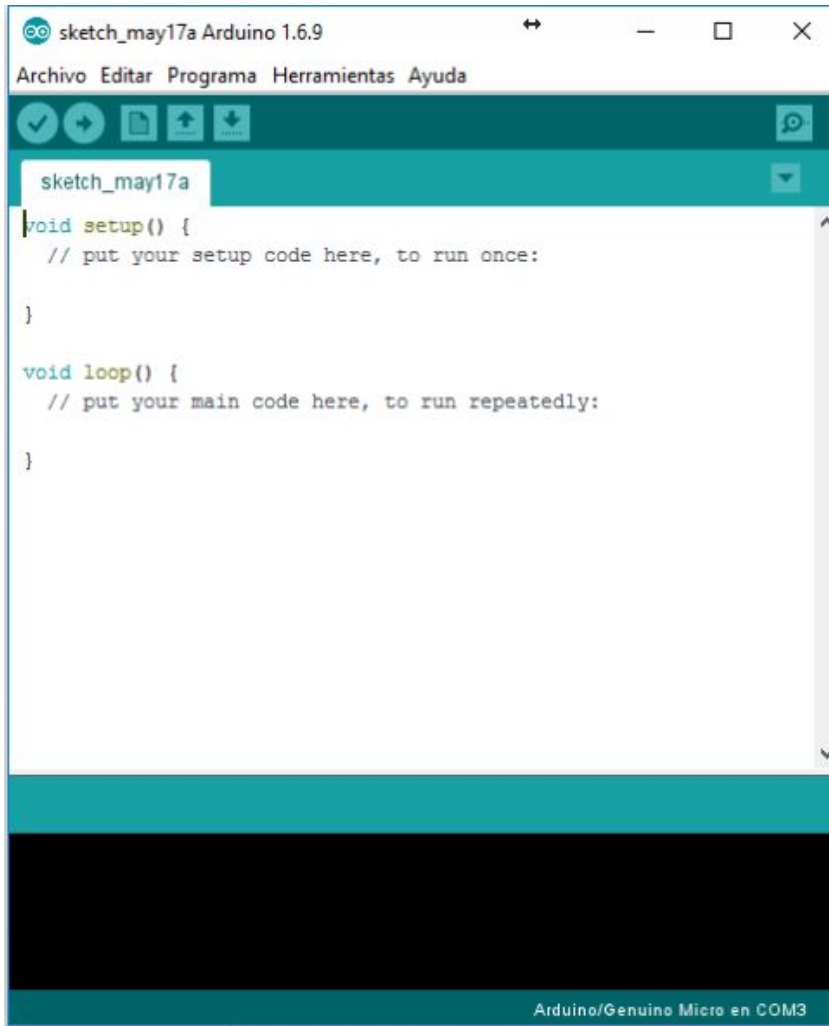 sketch_may17a Arduino 1.6.9
Archivo Editar Programa Herramientas Ayuda
sketch_may17a
void setup() {
  // put your setup code here, to run once:
}
void loop() {
  // put your main code here, to run repeatedly:
}
Arduino/Genuino Micro en COM3